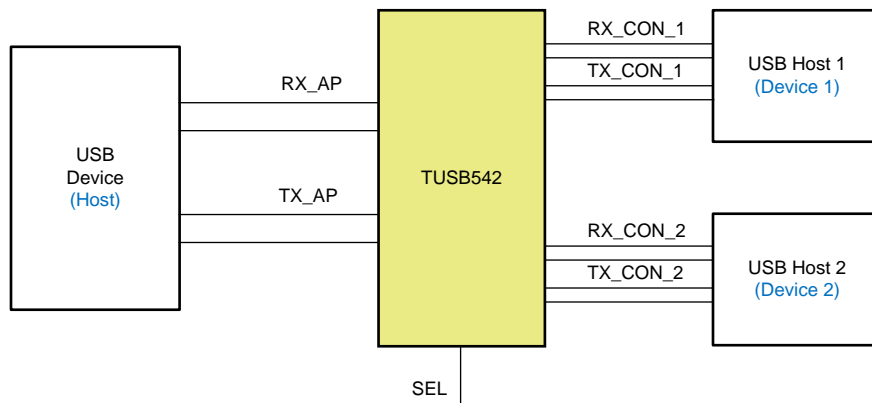 RX_CON_1
USB Host 1
(Device 1)
TX_CON_1
RX_AP
USB
Device
(Host)
TUSB542
TX_AP
RX_CON_2
USB Host 2
(Device 2)
TX_CON_2
SEL